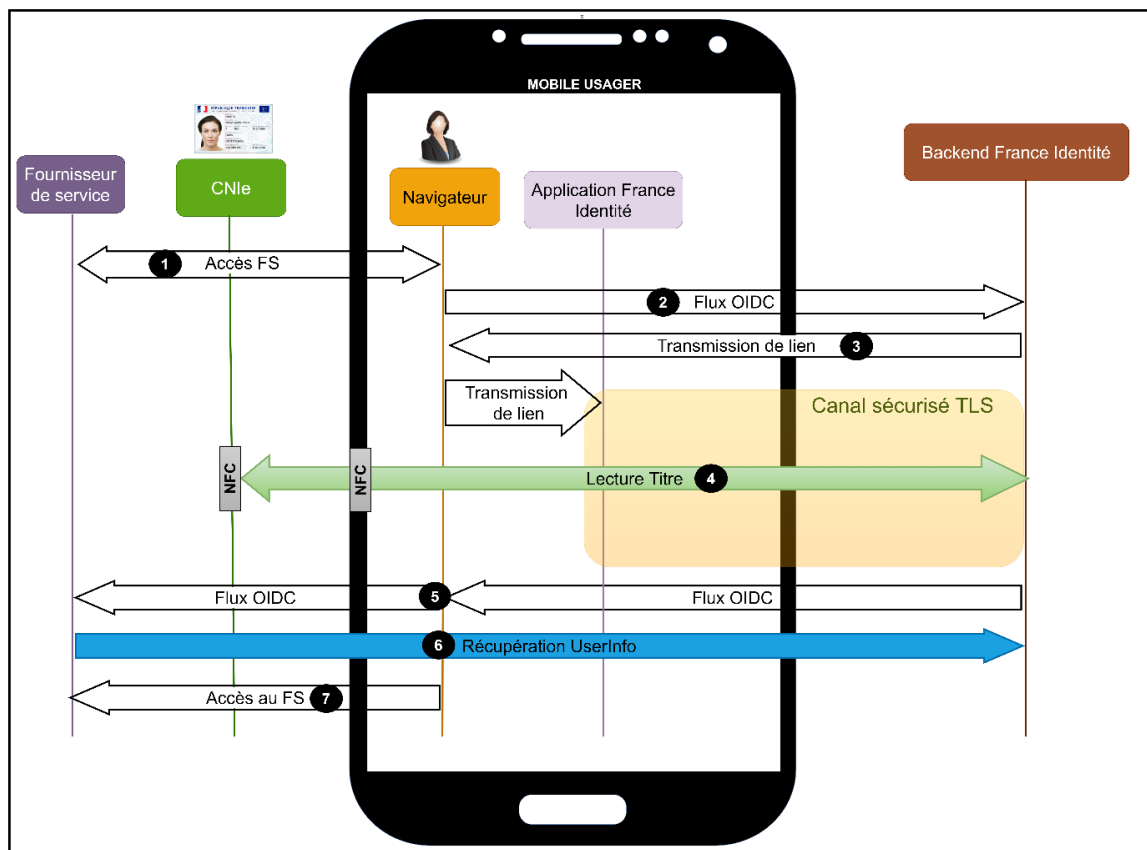 MOBILE USAGER
RÉPUBLIQUE FRANÇAISE
Fournisseur
de service
CNIe
Navigateur
Application France
Identité
Backend France Identité
1
Accès FS
2
Flux OIDC
Transmission de lien
3
Transmission
de lien
Canal sécurisé TLS
NFC
NFC
Lecture Titre
4
Flux OIDC
5
Flux OIDC
6
Récupération UserInfo
Accès au FS
7